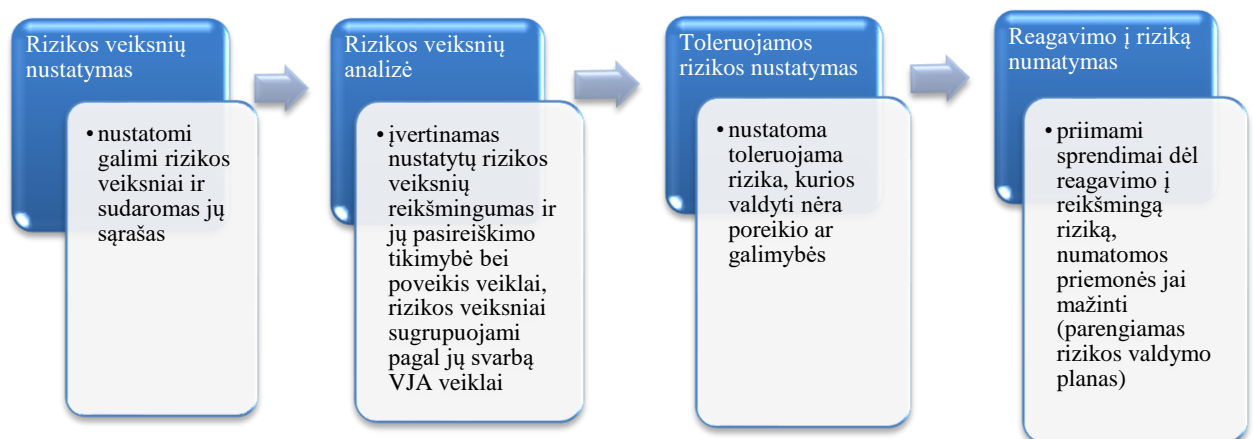 Rizikos veiksnių
nustatymas
• nustatomi
galimi rizikos
veiksniai ir
sudaromas jų
sąrašas
Rizikos veiksnių
analizė
• įvertinamas
nustatytų rizikos
veiksnių
reikšmingumas ir
jų pasireiškimo
tikimybė bei
poveikis veiklai,
rizikos veiksniai
sugrupuojami
pagal jų svarbą
VJA veiklai
Toleruojamos
rizikos nustatymas
• nustatoma
toleruojama
rizika, kurios
valdyti nėra
poreikio ar
galimybės
Reagavimo į riziką
numatymas
• priimami
sprendimai dėl
reagavimo į
reikšmingą
riziką,
numatomos
priemonės jai
mažinti
(parengiamas
rizikos valdymo
planas)